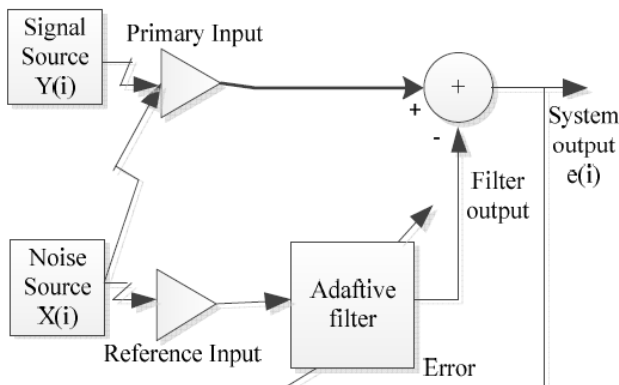 Signal
Source
Y(i)
Primary Input
+
+
-
System
output
e(i)
Filter
output
Noise
Source
X(i)
Reference Input
Adaftive
filter
Error